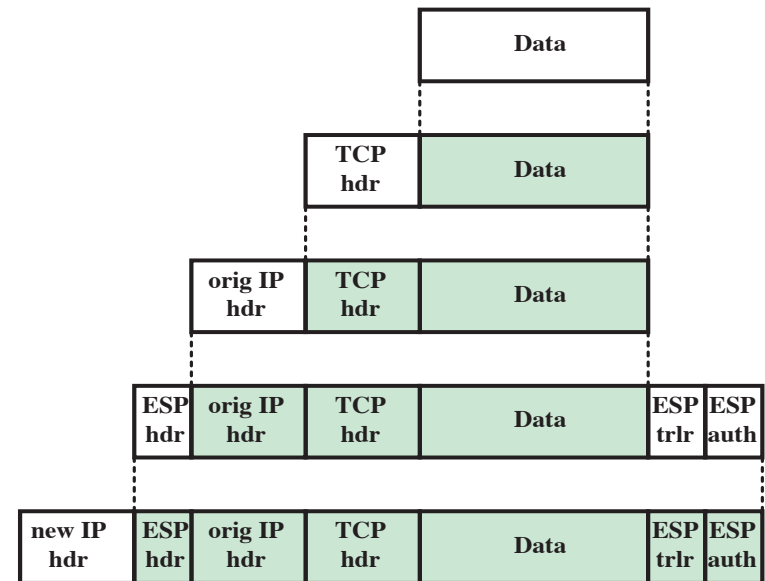 Data
TCP
hdr
Data
orig IP
hdr
TCP
hdr
Data
ESP
hdr
orig IP
hdr
TCP
hdr
Data
ESP
trlr
ESP
auth
new IP
hdr
ESP
hdr
orig IP
hdr
TCP
hdr
Data
ESP
trlr
ESP
auth